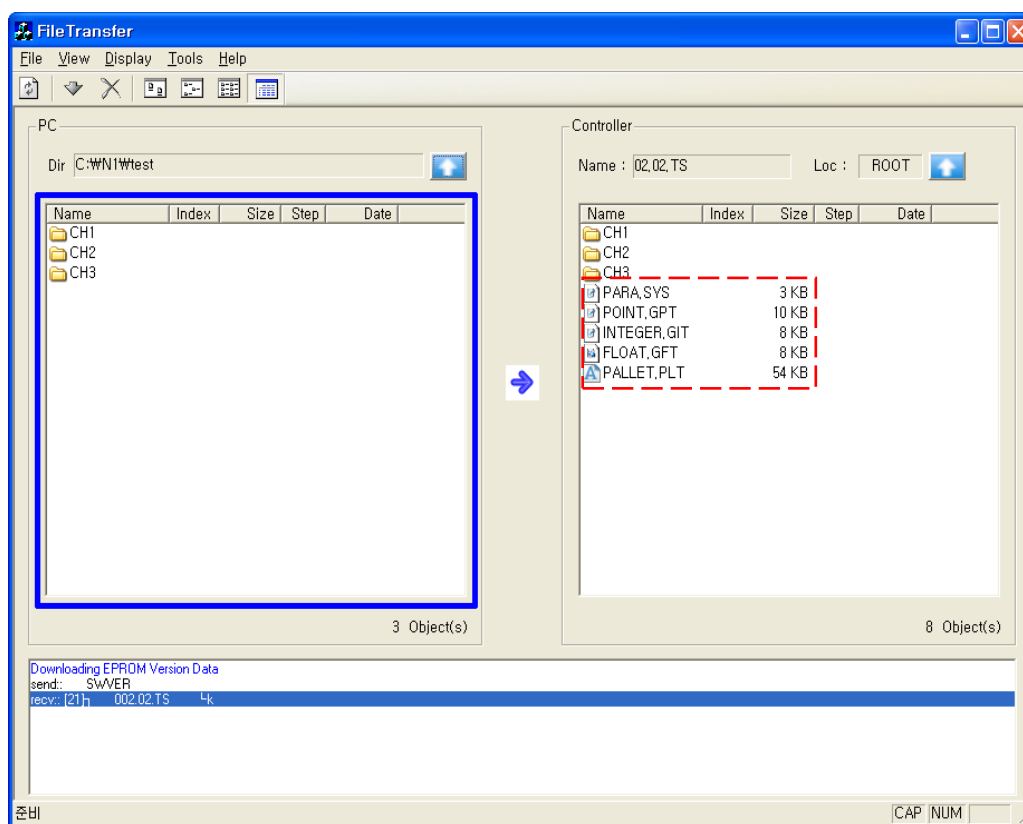 FileTransfer
File View Display Tools Help
PC
Dir C:₩N1₩test
Name Index Size Step Date
CH1
CH2
CH3
3 Object(s)
Controller
Name : 02.02.TS Loc : ROOT
Name Index Size Step Date
CH1
CH2
CH3
PARA.SYS 3 KB
POINT.GPT 10 KB
INTEGER.GIT 8 KB
FLOAT.GFT 8 KB
PALLET.PLT 54 KB
8 Object(s)
Downloading EPROM Version Data
send:: SWVER
recv:: [21]┐ 002.02.TS └k
준비
CAP NUM